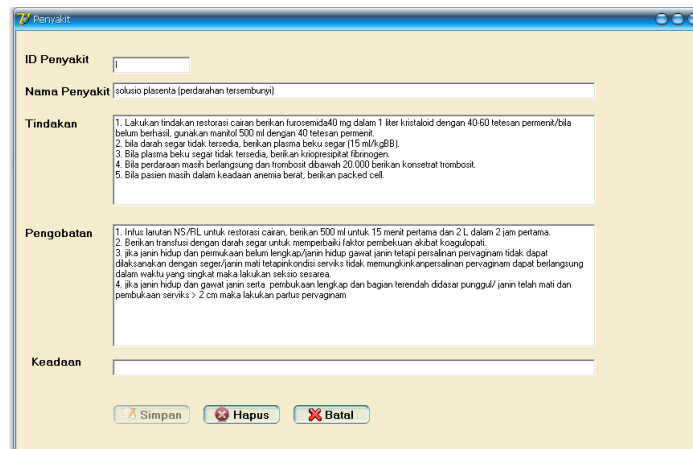 Penyakit
ID Penyakit
I
Nama Penyakit
solusio plasenta (perdarahan tersembunyi)
Tindakan
1. Lakukan tindakan restorasi cairan berikan furosemida40 mg dalam 1 liter kristaloid dengan 40-60 tetesan permenit/bila
belum berhasil, gunakan manitol 500 ml dengan 40 tetesan permenit.
2. bila darah segar tidak tersedia, berikan plasma beku segar (15 ml/kgBB).
3. Bila plasma beku segar tidak tersedia, berikan kriopresipitat fibrinogen.
4. Bila perdaraan masih berlangsung dan trombosit dibawah 20.000 berikan konsetrat trombosit.
5. Bila pasien masih dalam keadaan anemia berat, berikan packed cell.
Pengobatan
1. Infus larutan NS/RL untuk restorasi cairan, berikan 500 ml untuk 15 menit pertama dan 2 L dalam 2 jam pertama.
2. Berikan transfusi dengan darah segar untuk memperbaiki faktor pembekuan akibat koagulopati.
3. jika janin hidup dan permukaan belum lengkap/janin hidup gawat janin tetapi persalinan pervaginam tidak dapat
dilaksanakan dengan seger/janin mati tetapinkondisi serviks tidak memungkinkanpersalinan pervaginam dapat berlangsung
dalam waktu yang singkat maka lakukan seksio sesarea.
4. jika janin hidup dan gawat janin serta pembukaan lengkap dan bagian terendah didasar punggul/ janin telah mati dan
pembukaan serviks > 2 cm maka lakukan partus pervaginam
Keadaan
Simpan
Hapus
Batal